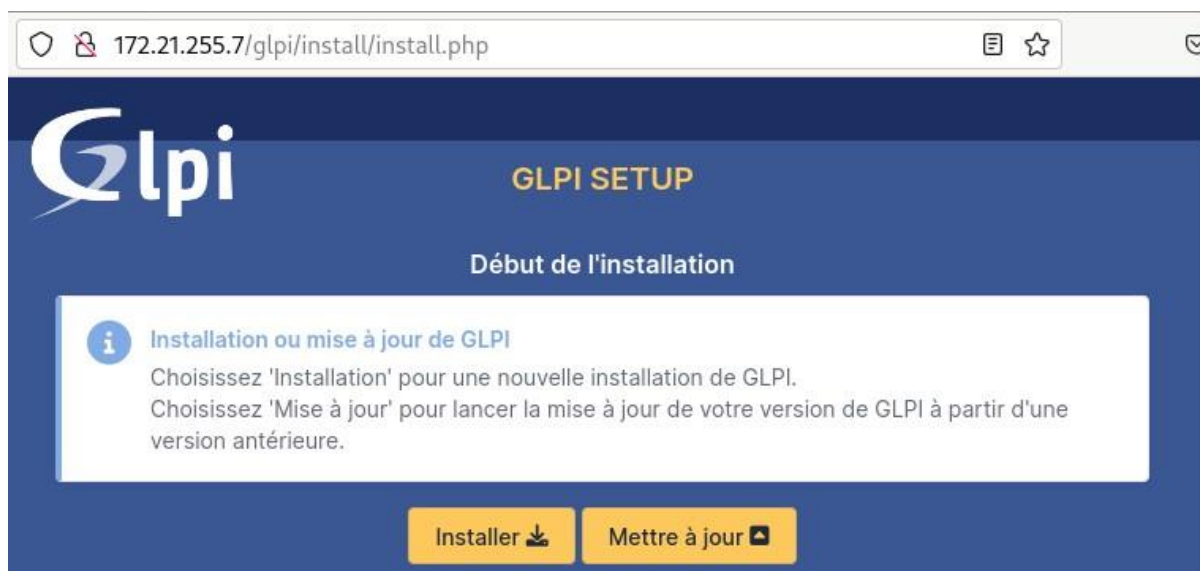 172.21.255.7/glpi/install/install.php
Glpi
GLPI SETUP
Début de l'installation
Installation ou mise à jour de GLPI
Choisissez 'Installation' pour une nouvelle installation de GLPI.
Choisissez 'Mise à jour' pour lancer la mise à jour de votre version de GLPI à partir d'une
version antérieure.
Installer
Mettre à jour